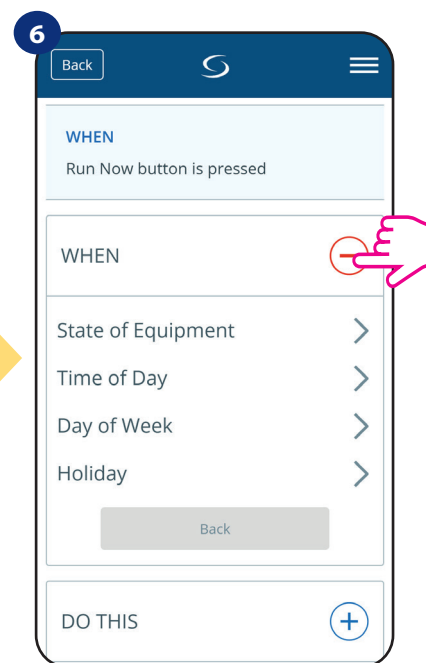 6
Back
WHEN
Run Now button is pressed
WHEN
State of Equipment
Time of Day
Day of Week
Holiday
Back
DO THIS